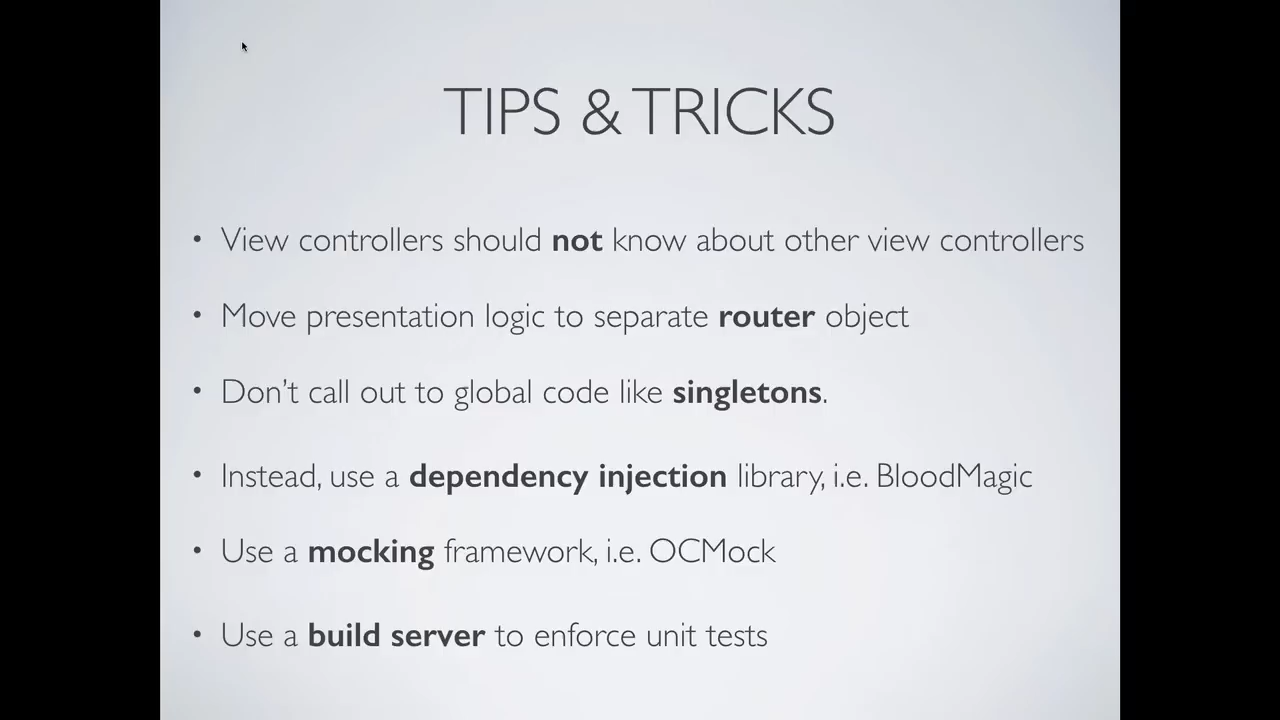 TIPS & TRICKS
• View controllers should not know about other view controllers
• Move presentation logic to separate router object
• Don’t call out to global code like singletons.
• Instead, use a dependency injection library, i.e. BloodMagic
• Use a mocking framework, i.e. OCMock
• Use a build server to enforce unit tests